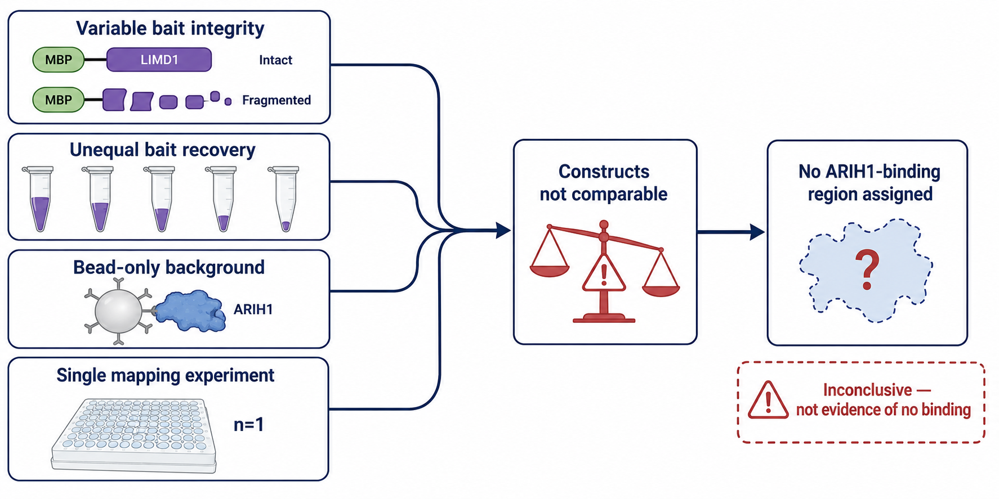 Variable bait integrity
MBP
LIMD1
Intact
MBP
Fragmented
Unequal bait recovery
Bead-only background
ARIH1
Single mapping experiment
n=1
Constructs
not comparable
No ARIH1-binding
region assigned
?
Inconclusive —
not evidence of no binding